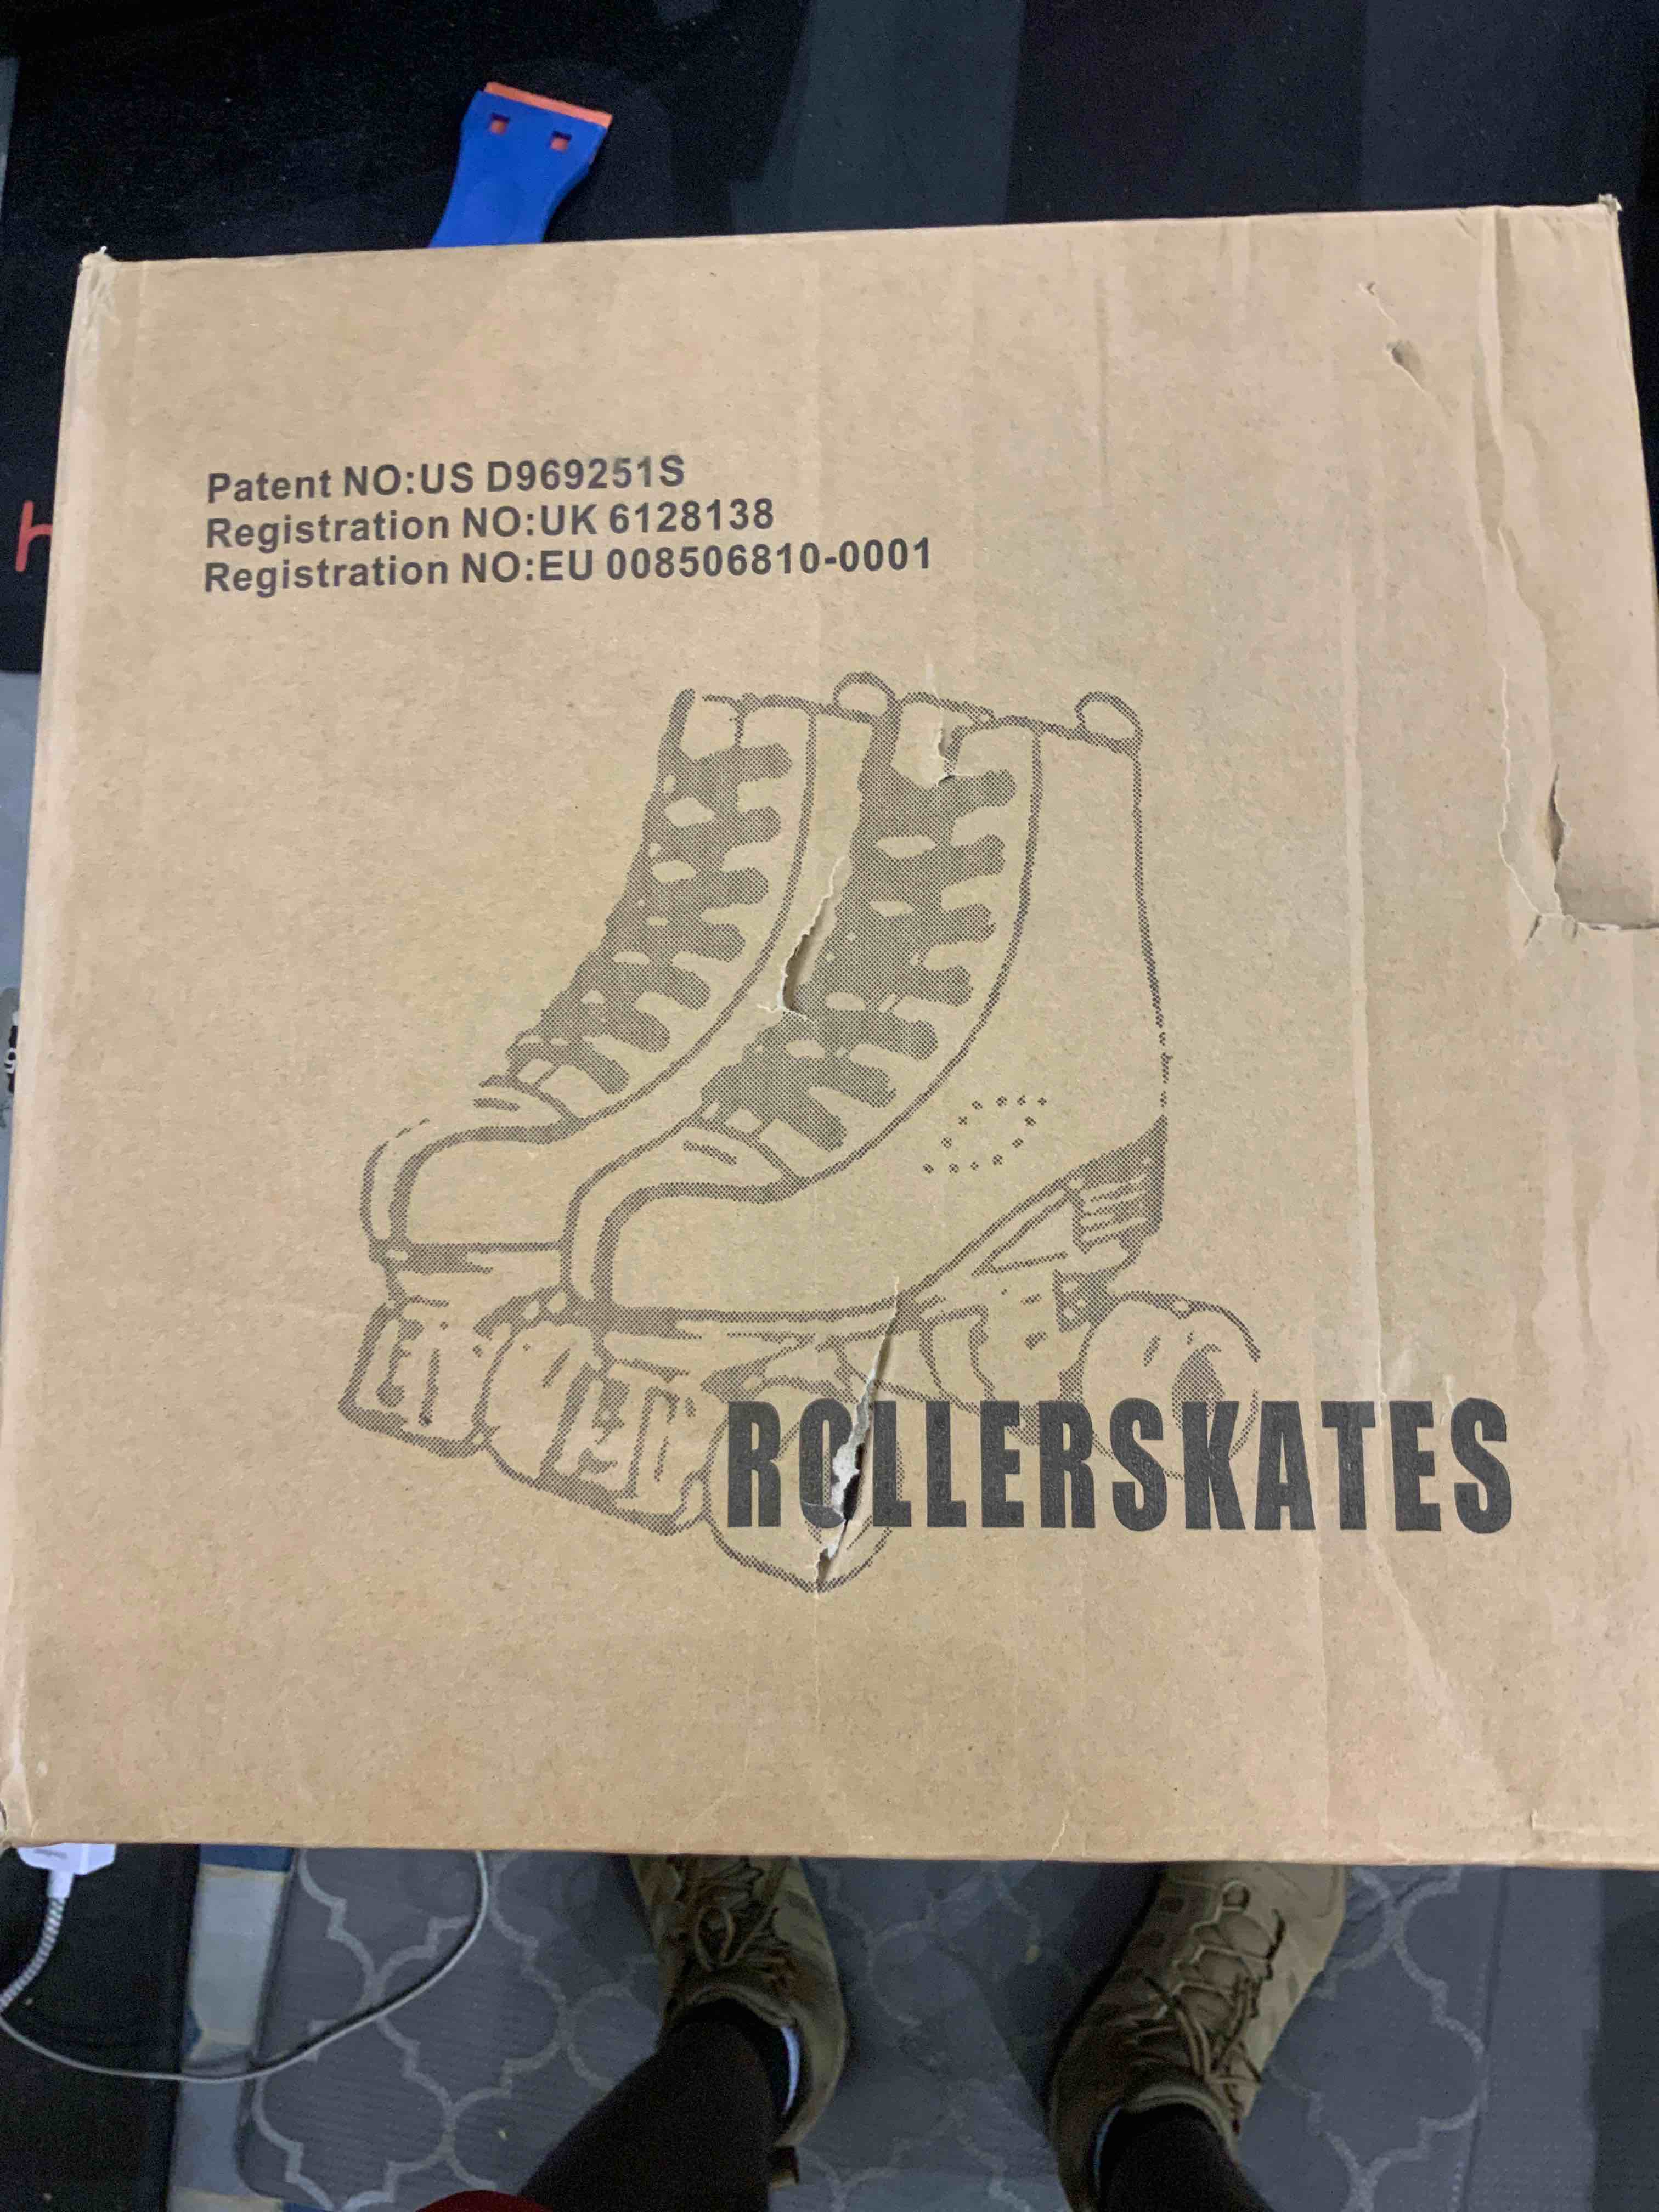 Patent NO:US D969251S
Registration NO:UK 6128138
Registration NO:EU 008506810-0001
ROLLERSKATES